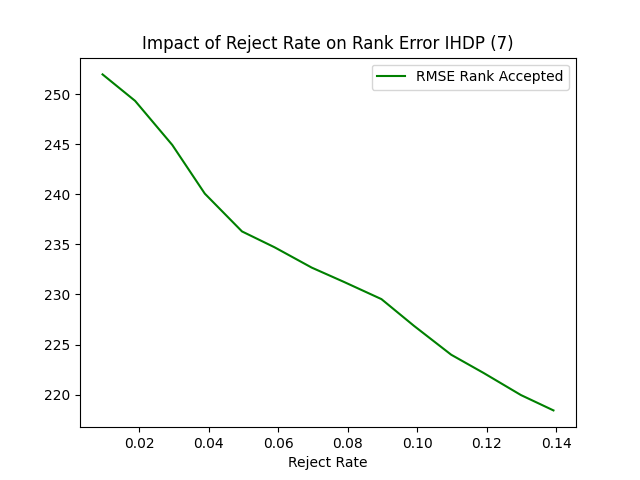 Impact of Reject Rate on Rank Error IHDP (7)
RMSE Rank Accepted
250
245
240
235
230
225
220
0.02 0.04 0.06 0.08 0.10 0.12 0.14
Reject Rate